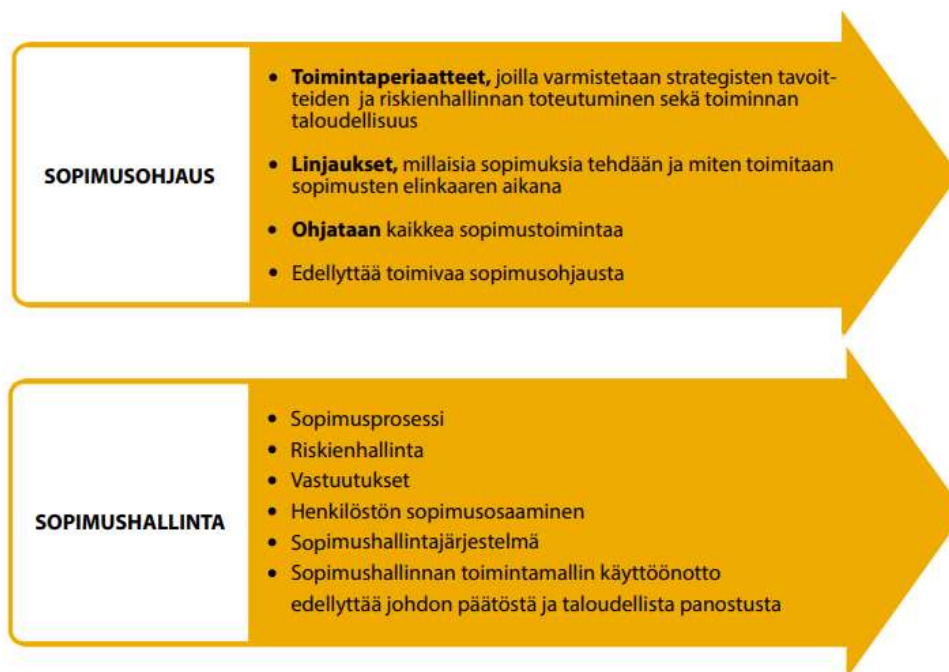 SOPIMUSOHJAUS
• Toimintaperiaatteet, joilla varmistetaan strategisten tavoit-
teiden ja riskienhallinnan toteutuminen sekä toiminnan
taloudellisuus
• Linjaukset, millaisia sopimuksia tehdään ja miten toimitaan
sopimusten elinkaaren aikana
• Ohjataan kaikkea sopimustoimintaa
• Edellyttää toimivaa sopimusohjausta
SOPIMUSHALLINTA
• Sopimusprosessi
• Riskienhallinta
• Vastuutukset
• Henkilöstön sopimusosaaminen
• Sopimushallintajärjestelmä
• Sopimushallinnan toimintamallin käyttöönotto
edellyttää johdon päätöstä ja taloudellista panostusta